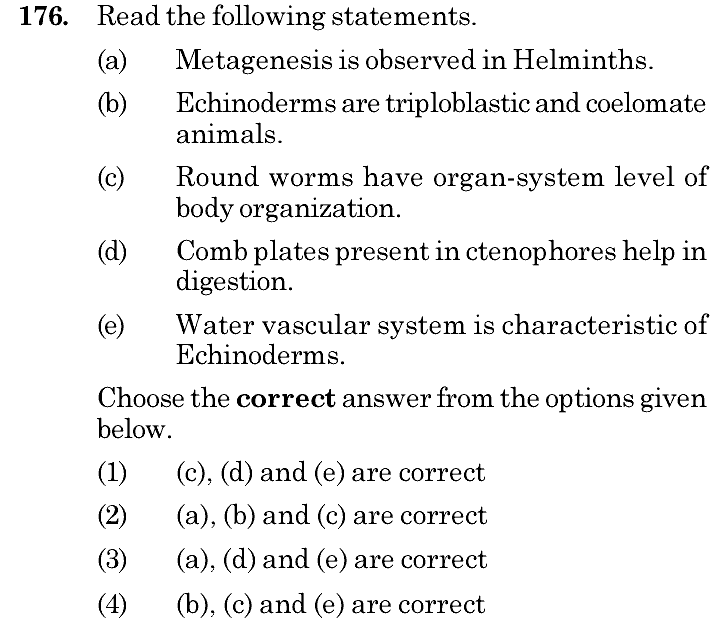 176. Read the following statements.
(a) Metagenesis is observed in Helminths.
(b) Echinoderms are triploblastic and coelomate
animals.
(c) Round worms have organ-system level of
body organization.
(d) Comb plates present in ctenophores help in
digestion.
(e) Water vascular system is characteristic of
Echinoderms.
Choose the correct answer from the options given
below.
(1) (c), (d) and (e) are correct
(2) (a), (b) and (c) are correct
(3) (a), (d) and (e) are correct
(4) (b), (c) and (e) are correct